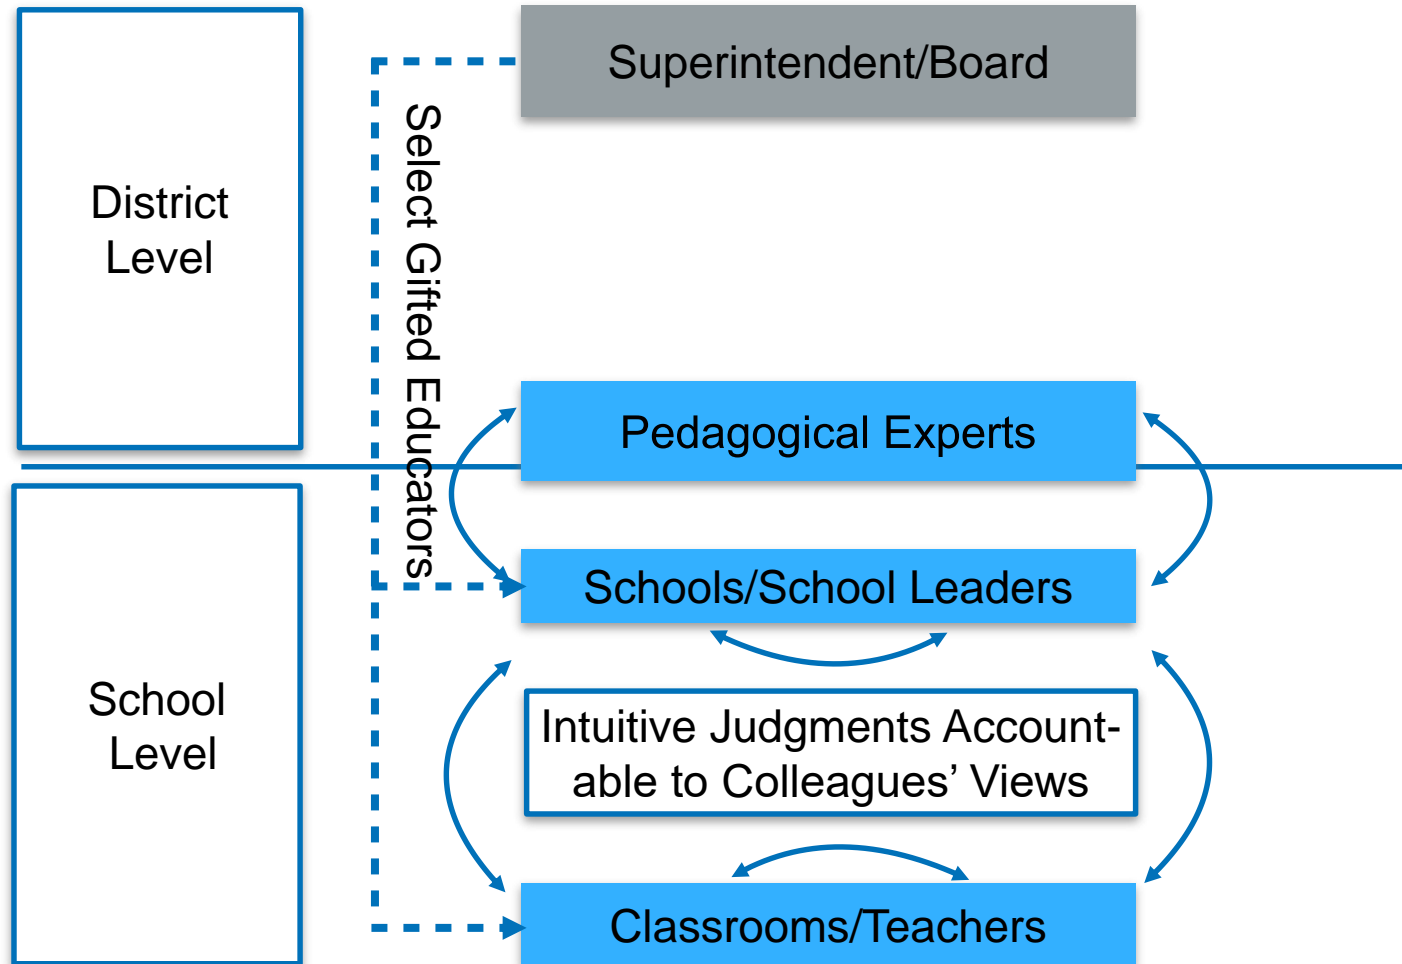 Superintendent/Board
Select Gifted Educators
District
Level
Pedagogical Experts
Schools/School Leaders
School
Level
Intuitive Judgments Account-
able to Colleagues’ Views
Classrooms/Teachers